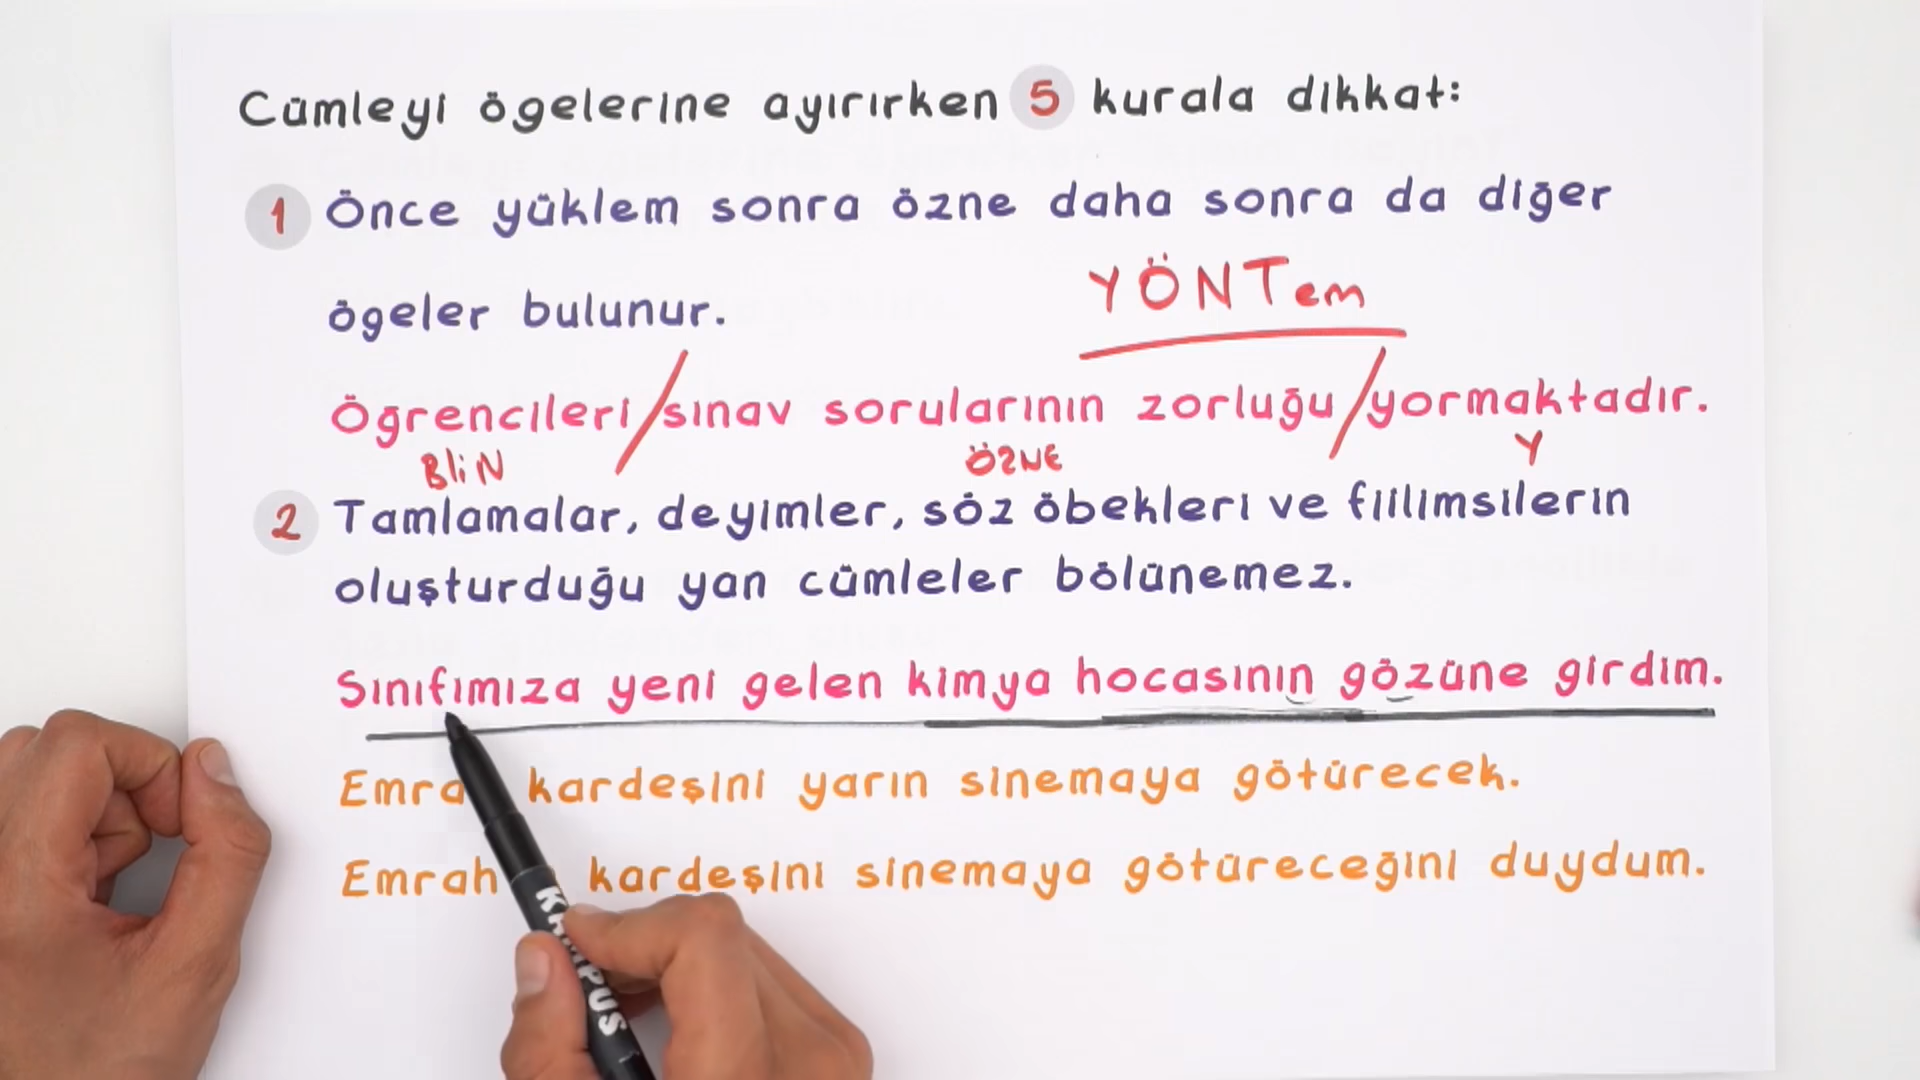 Cümleyi ögelerine ayırırken 5 kurala dikkat:
1 Önce yüklem sonra özne daha sonra da diğer
ögeler bulunur.
YÖNTem
Öğrencileri / sınav sorularının zorluğu / yormaktadır.
BliN ÖZNE Y
2 Tamlamalar, deyimler, söz öbekleri ve fiilimsilerin
oluşturduğu yan cümleler bölünemez.
Sınıfımıza yeni gelen kimya hocasının gözüne girdim.
kardeşini yarın sinemaya götürecek.
kardeşini sinemaya götüreceğini duydum.